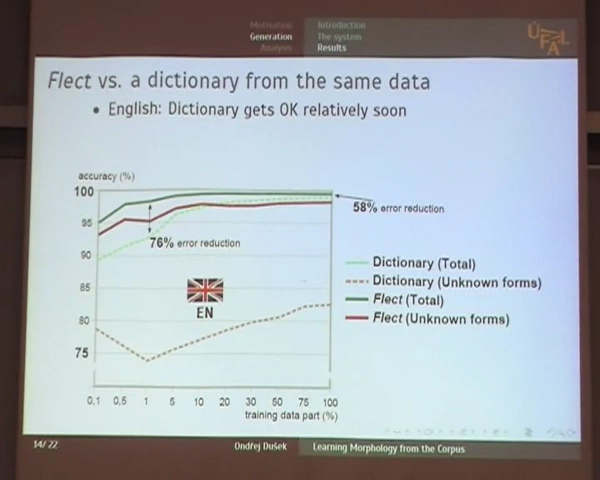 Motivation
Generation
Analysis
Introduction
The system
Results
ÚFAL
Flect vs. a dictionary from the same data
• English: Dictionary gets OK relatively soon
accuracy (%)
100
95
90
85
80
75
76% error reduction
58% error reduction
EN
Dictionary (Total)
Dictionary (Unknown forms)
Flect (Total)
Flect (Unknown forms)
0,1 0,5 1 5 10 20 30 50 75 100
training data part (%)
14/ 22
Ondřej Dušek
Learning Morphology from the Corpus